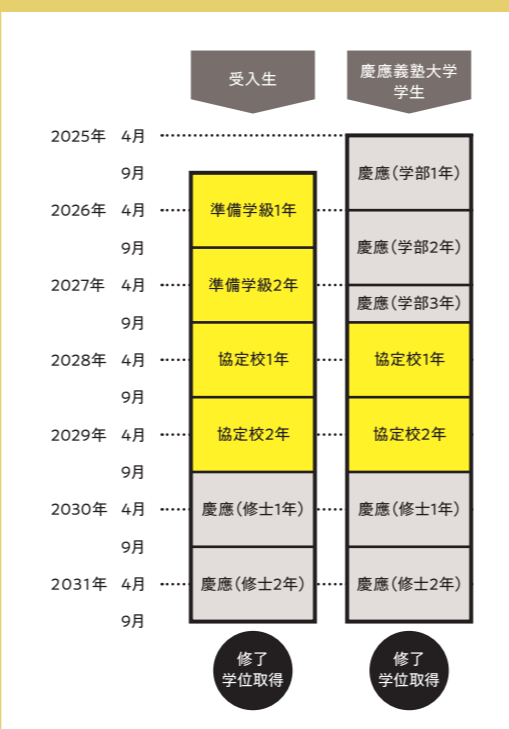 受入生
慶應義塾大学
学生
2025年 4月
9月
慶應(学部1年)
2026年 4月
準備学級1年
9月
慶應(学部2年)
2027年 4月
準備学級2年
慶應(学部3年)
9月
2028年 4月
協定校1年
協定校1年
9月
2029年 4月
協定校2年
協定校2年
9月
2030年 4月
慶應(修士1年)
慶應(修士1年)
9月
2031年 4月
慶應(修士2年)
慶應(修士2年)
9月
修了
学位取得
修了
学位取得